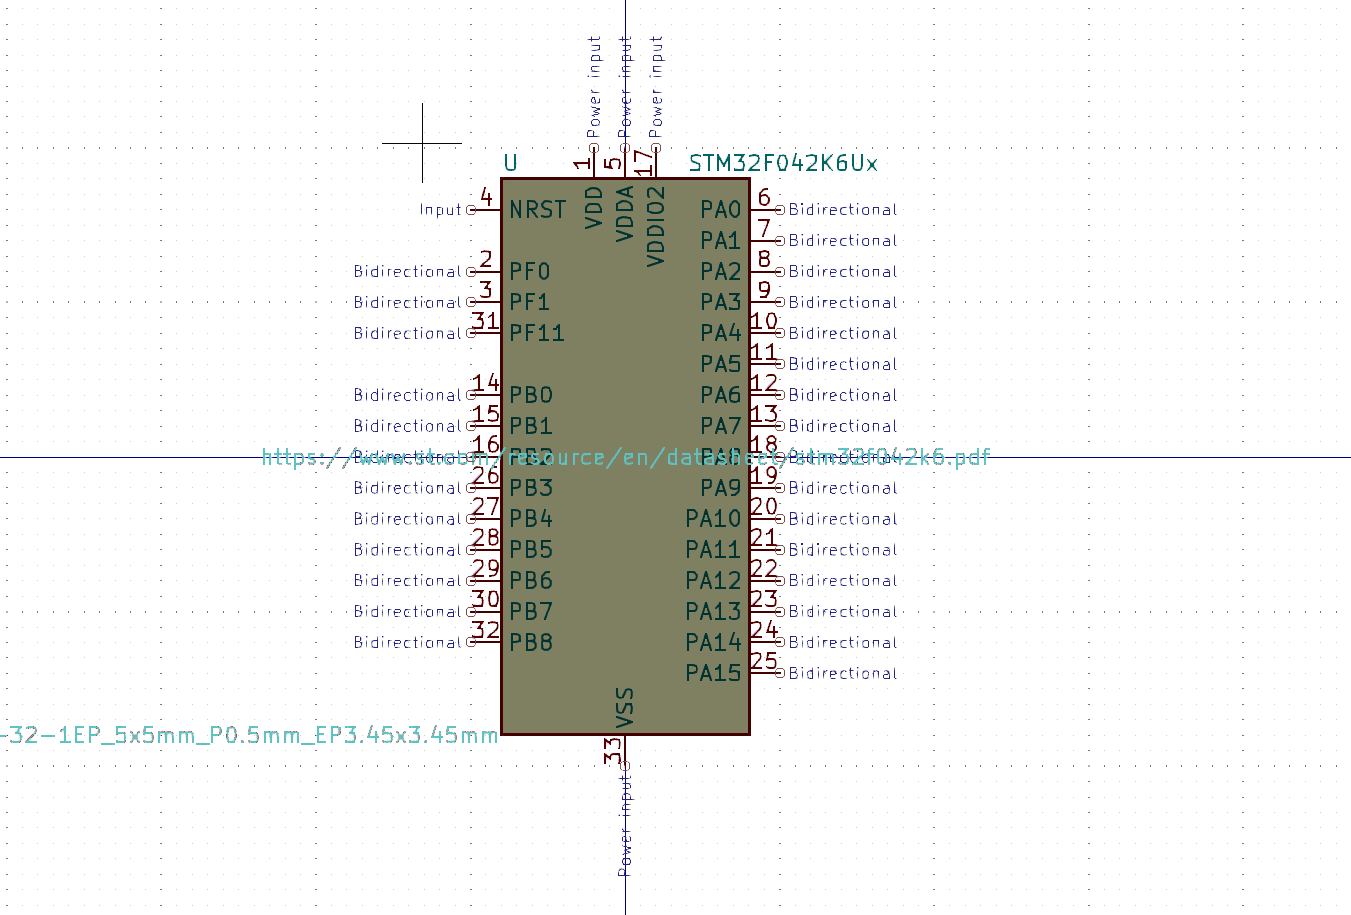 Power input
Power input
Power input
1
5
17
U
STM32F042K6Ux
VDD
VDDA
VDDIO2
Input 4 NRST
PA0 6 Bidirectional
PA1 7 Bidirectional
Bidirectional 2 PF0
PA2 8 Bidirectional
Bidirectional 3 PF1
PA3 9 Bidirectional
Bidirectional 31 PF11
PA4 10 Bidirectional
PA5 11 Bidirectional
Bidirectional 14 PB0
PA6 12 Bidirectional
Bidirectional 15 PB1
PA7 13 Bidirectional
Bidirectional 16 PB2
https://www.st.com/resource/en/datasheet/stm32f042k6.pdf
PA8 18 Bidirectional
Bidirectional 26 PB3
PA9 19 Bidirectional
Bidirectional 27 PB4
PA10 20 Bidirectional
Bidirectional 28 PB5
PA11 21 Bidirectional
Bidirectional 29 PB6
PA12 22 Bidirectional
Bidirectional 30 PB7
PA13 23 Bidirectional
Bidirectional 32 PB8
PA14 24 Bidirectional
PA15 25 Bidirectional
VSS
-32-1EP_5x5mm_P0.5mm_EP3.45x3.45mm
33
Power input